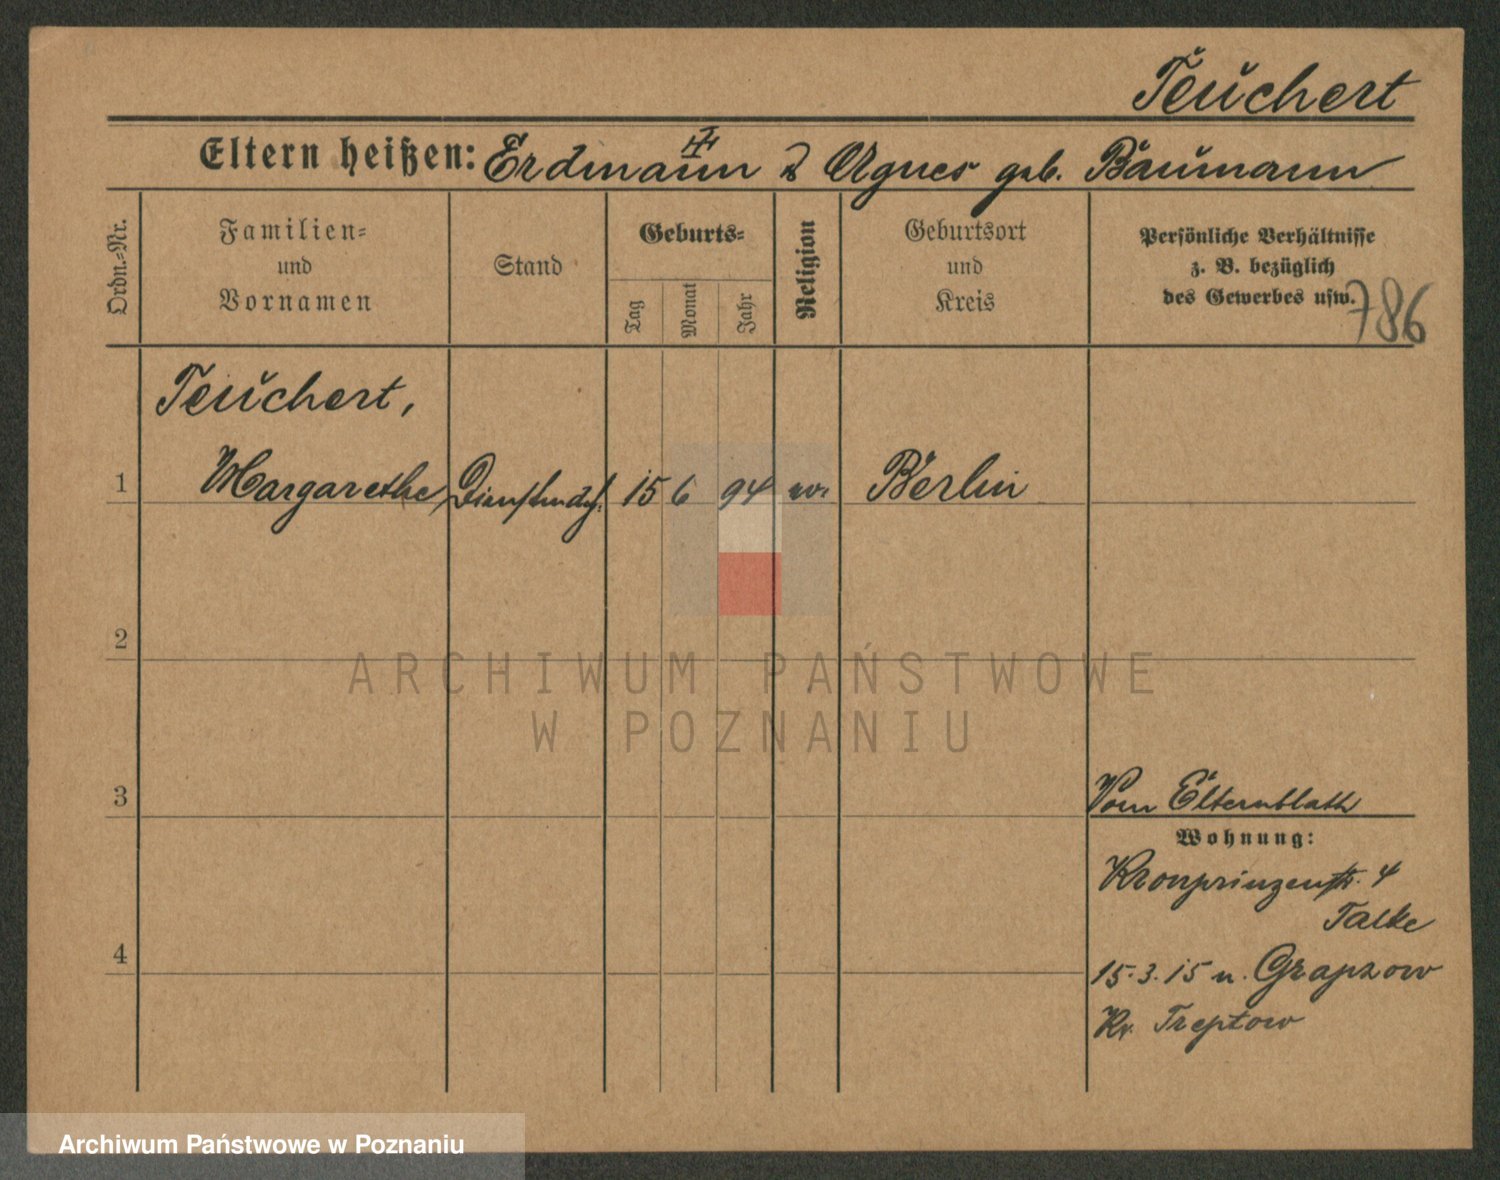 Teuchert
Eltern heißen: Erdmann u Agnes geb. Baumann
Ordn.-Nr.
Familien-
und
Vornamen
Stand
Geburts-
Tag
Monat
Jahr
Religion
Geburtsort
und
Kreis
Persönliche Verhältnisse
z. B. bezüglich
des Gewerbes usw.
786
Teuchert,
1 Margarethe, Dienstmdch. 15 6 94 ev. Berlin
2
ARCHIWUM PAŃSTWOWE
W POZNANIU
3
Vom Elternblatt
Wohnung:
Kronprinzenstr. 4
Talke
4
15.3.15 n. Grapzow
Kr. Treptow
Archiwum Państwowe w Poznaniu